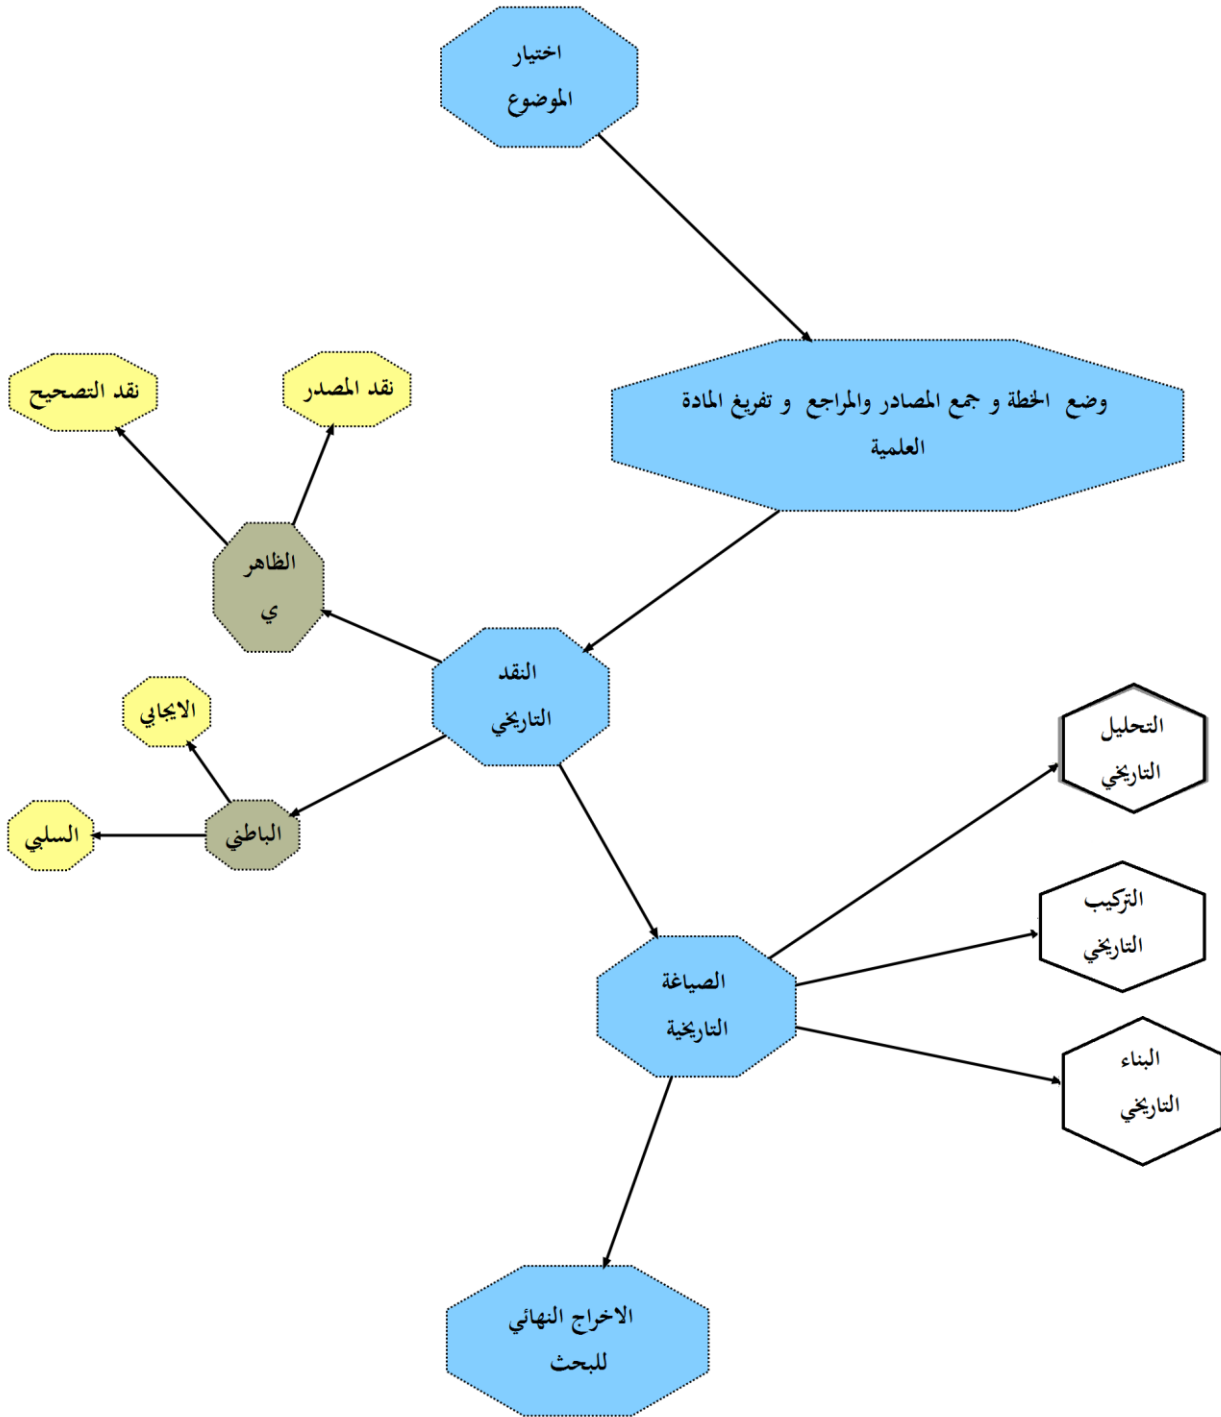 اختيار
الموضوع
وضع الخطة و جمع المصادر والمراجع و تفريغ المادة
العلمية
نقد المصدر
نقد التصحيح
الظاهر
ي
النقد
التاريخي
الايجابي
الباطني
السلبي
التحليل
التاريخي
التركيب
التاريخي
الصياغة
التاريخية
البناء
التاريخي
الاخراج النهائي
للبحث